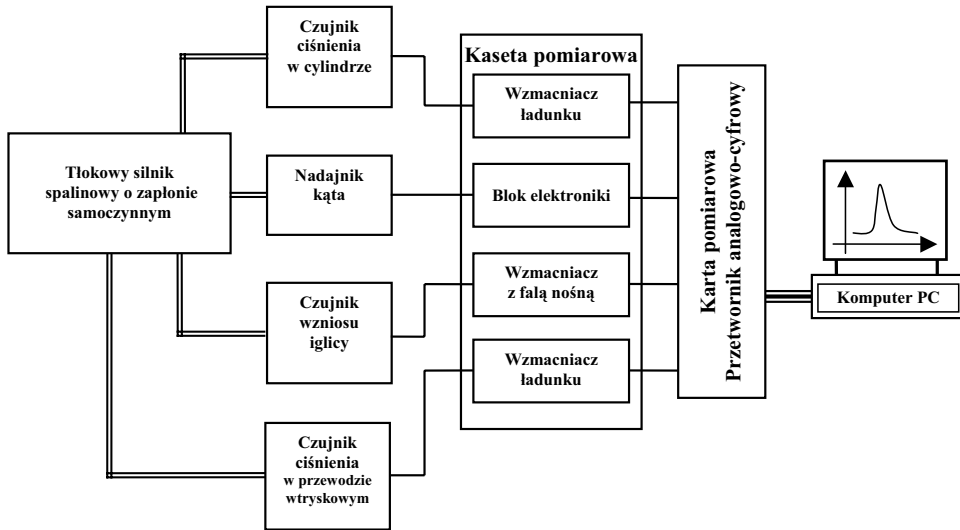 Tłokowy silnik
spalinowy o zapłonie
samoczynnym
Czujnik
ciśnienia
w cylindrze
Nadajnik
kąta
Czujnik
wzniosu
iglicy
Czujnik
ciśnienia
w przewodzie
wtryskowym
Kaseta pomiarowa
Wzmacniacz
ładunku
Blok elektroniki
Wzmacniacz
z falą nośną
Wzmacniacz
ładunku
Karta pomiarowa
Przetwornik analogowo-cyfrowy
Komputer PC